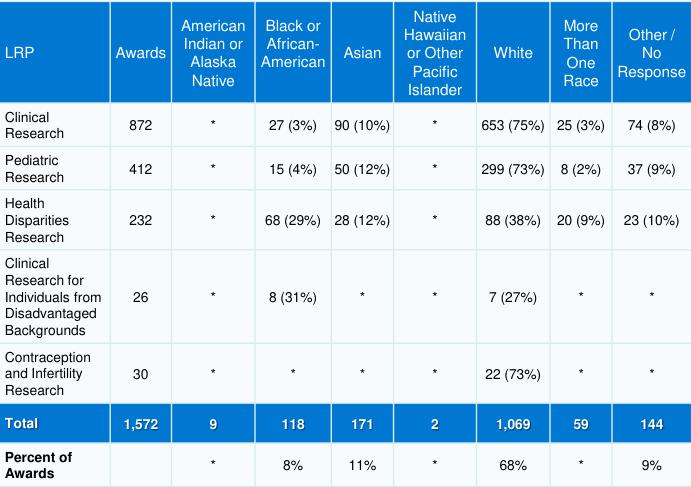 LRP Awards American Indian or Alaska Native Black or African-American Asian Native Hawaiian or Other Pacific Islander White More Than One Race Other / No Response
Clinical Research 872 * 27 (3%) 90 (10%) * 653 (75%) 25 (3%) 74 (8%)
Pediatric Research 412 * 15 (4%) 50 (12%) * 299 (73%) 8 (2%) 37 (9%)
Health Disparities Research 232 * 68 (29%) 28 (12%) * 88 (38%) 20 (9%) 23 (10%)
Clinical Research for Individuals from Disadvantaged Backgrounds 26 * 8 (31%) * * 7 (27%) * *
Contraception and Infertility Research 30 * * * * 22 (73%) * *
Total 1,572 9 118 171 2 1,069 59 144
Percent of Awards * 8% 11% * 68% * 9%